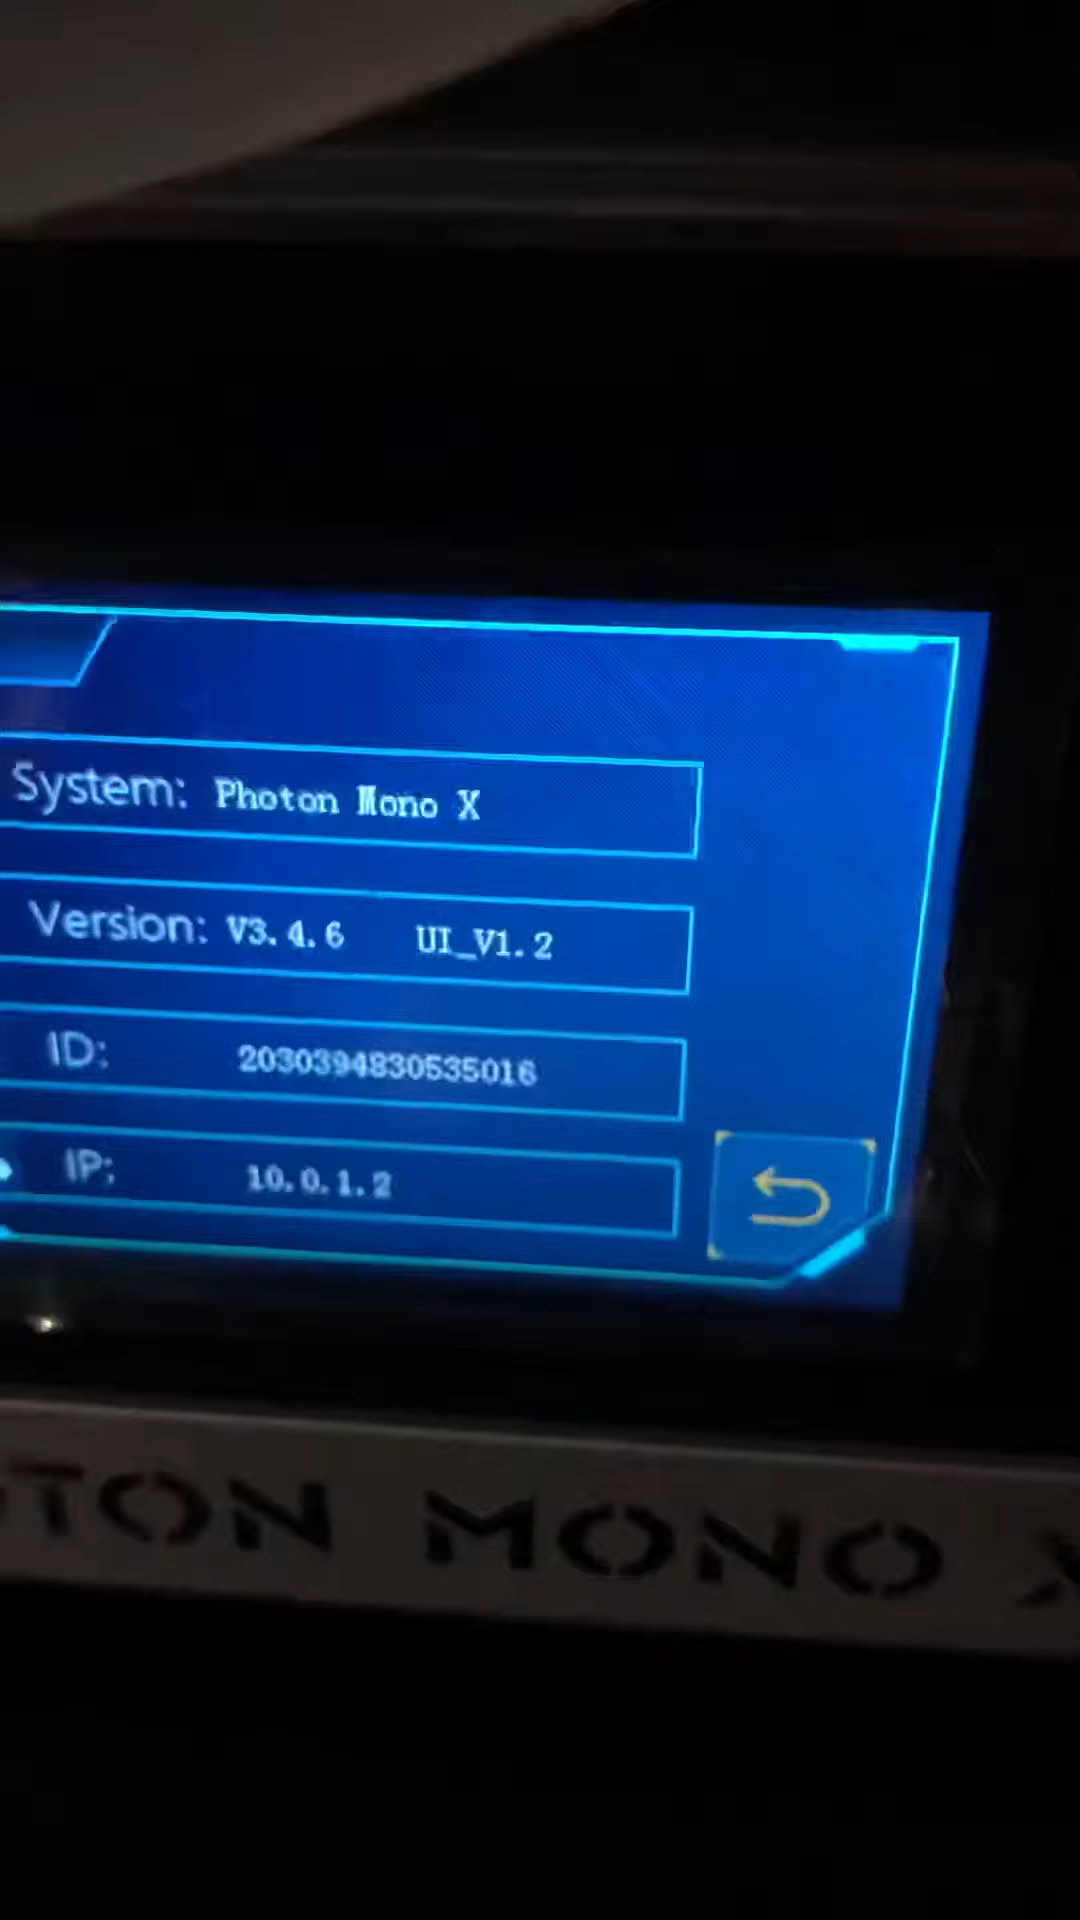 System: Photon Mono X
Version: V3.4.6 UI_V1.2
ID: 2030394830535016
IP: 10.0.1.2
TON MONO X